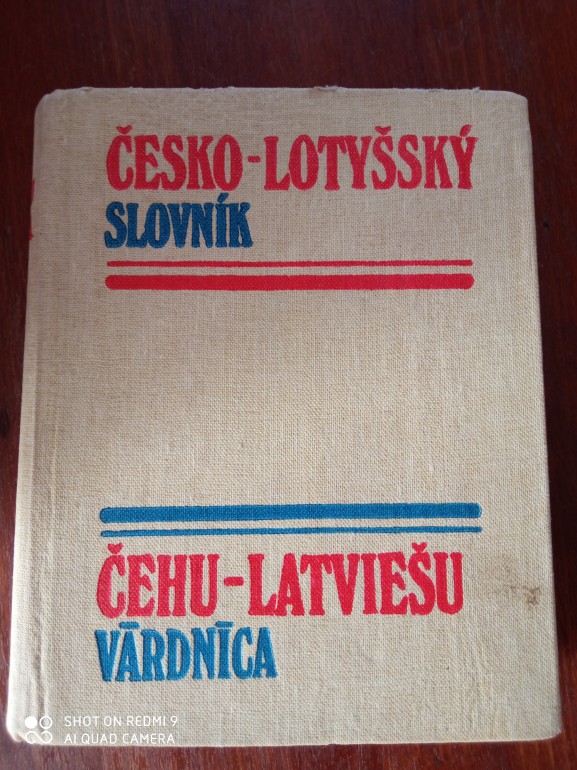 ČESKO-LOTYŠSKÝ
SLOVNÍK
ČEHU-LATVIEŠU
VĀRDNĪCA
SHOT ON REDMI 9
AI QUAD CAMERA